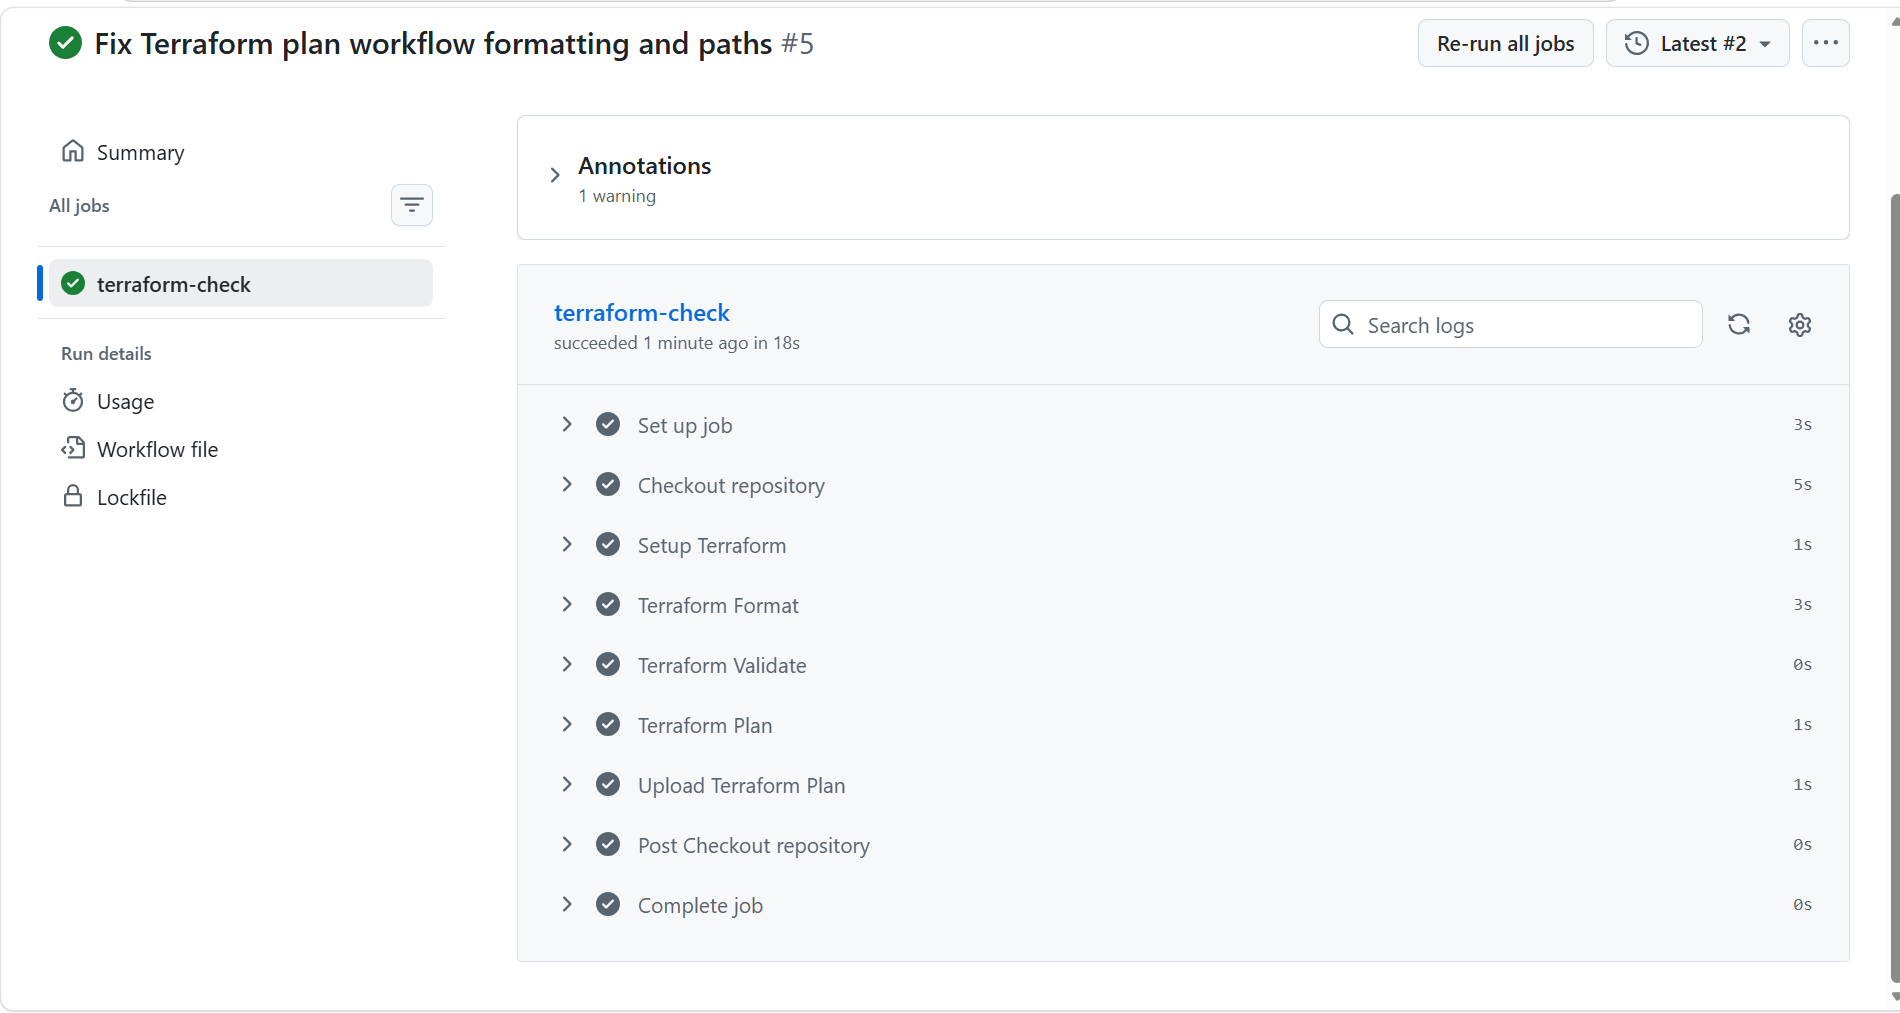 Fix Terraform plan workflow formatting and paths #5
Re-run all jobs
Latest #2
Summary
All jobs
terraform-check
Run details
Usage
Workflow file
Lockfile
Annotations
1 warning
terraform-check
succeeded 1 minute ago in 18s
Search logs
Set up job 3s
Checkout repository 5s
Setup Terraform 1s
Terraform Format 3s
Terraform Validate 0s
Terraform Plan 1s
Upload Terraform Plan 1s
Post Checkout repository 0s
Complete job 0s